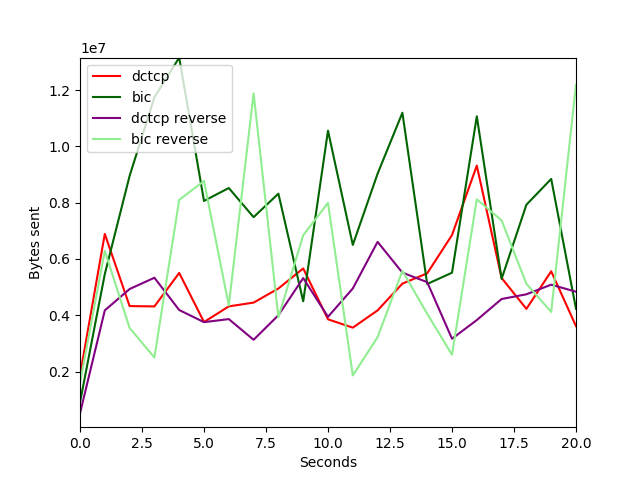 1e7
dctcp
bic
dctcp reverse
bic reverse
1.2
1.0
0.8
0.6
0.4
0.2
Bytes sent
0.0 2.5 5.0 7.5 10.0 12.5 15.0 17.5 20.0
Seconds